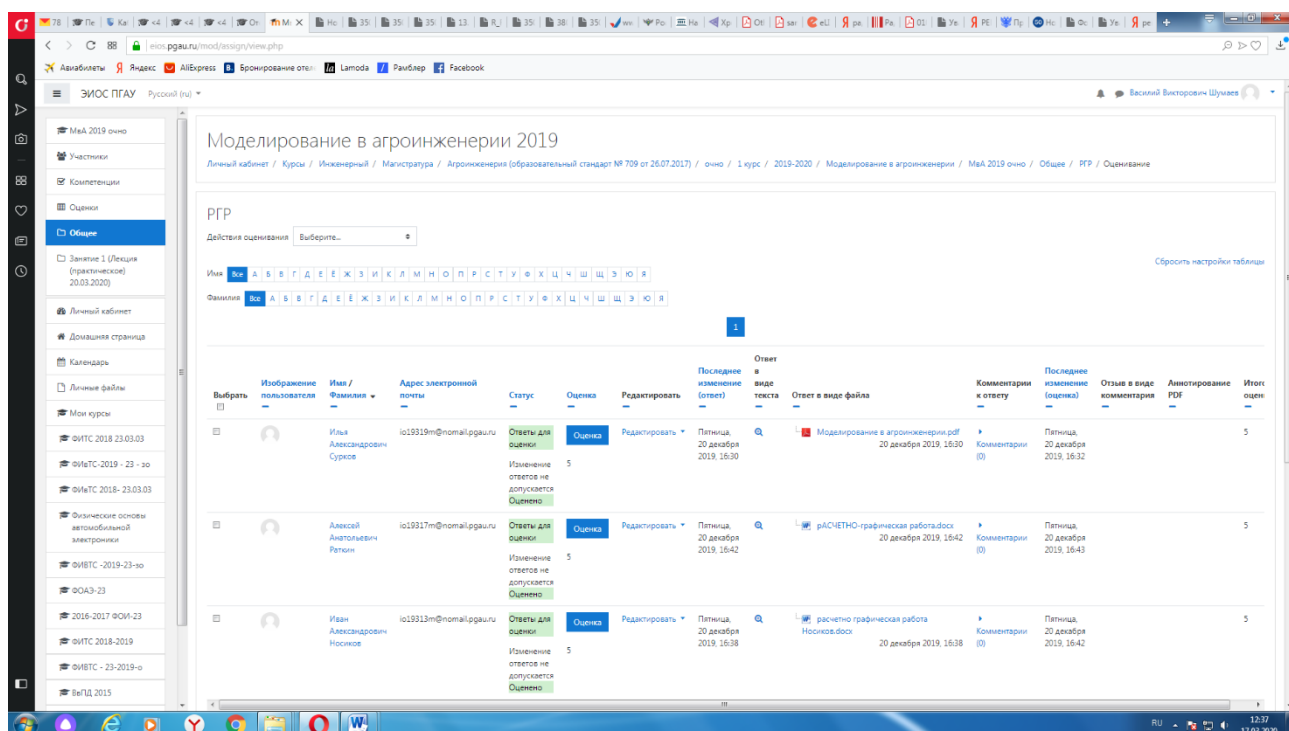 eios.pgau.ru/mod/assign/view.php
Авиабилеты Яндекс AliExpress Бронирование отел Lamoda Рамблер Facebook
ЭИОС ПГАУ Русский (ru)
Василий Викторович Шумаев
МвА 2019 очно
Участники
Компетенции
Оценки
Общее
Занятие 1 (Лекция
(практическое)
20.03.2020)
Личный кабинет
Домашняя страница
Календарь
Личные файлы
Мои курсы
ФИТС 2018 23.03.03
ФИвТС-2019 - 23 - зо
ФИвТС 2018- 23.03.03
Физические основы
автомобильной
электроники
ФИВТС -2019-23-зо
ФОАЭ-23
2016-2017 ФОИ-23
ФИТС 2018-2019
ФИВТС - 23-2019-о
ВвПД 2015
Моделирование в агроинженерии 2019
Личный кабинет / Курсы / Инженерный / Магистратура / Агроинженерия (образовательный стандарт № 709 от 26.07.2017) / очно / 1 курс / 2019-2020 / Моделирование в агроинженерии / МвА 2019 очно / Общее / РГР / Оценивание
РГР
Действия оценивания Выберите...
Сбросить настройки таблицы
Имя Все А Б В Г Д Е Ё Ж З И К Л М Н О П Р С Т У Ф Х Ц Ч Ш Щ Э Ю Я
Фамилия Все А Б В Г Д Е Ё Ж З И К Л М Н О П Р С Т У Ф Х Ц Ч Ш Щ Э Ю Я
1
Выбрать
Изображение
пользователя
Имя /
Фамилия
Адрес электронной
почты
Статус
Оценка
Редактировать
Последнее
изменение
(ответ)
Ответ
в
виде
текста
Ответ в виде файла
Комментарии
к ответу
Последнее
изменение
(оценка)
Отзыв в виде
комментария
Аннотирование
PDF
Итого
оцен
Илья
Александрович
Сурков
io19319m@nomail.pgau.ru
Ответы для
оценки
Изменение
ответов не
допускается
Оценено
Оценка
5
Редактировать
Пятница,
20 декабря
2019, 16:30
Моделирование в агроинженерии.pdf
20 декабря 2019, 16:30
Комментарии
(0)
Пятница,
20 декабря
2019, 16:32
5
Алексей
Анатольевич
Раткин
io19317m@nomail.pgau.ru
Ответы для
оценки
Изменение
ответов не
допускается
Оценено
Оценка
5
Редактировать
Пятница,
20 декабря
2019, 16:42
рАСЧЕТНО-графическая работа.docx
20 декабря 2019, 16:42
Комментарии
(0)
Пятница,
20 декабря
2019, 16:43
5
Иван
Александрович
Носиков
io19313m@nomail.pgau.ru
Ответы для
оценки
Изменение
ответов не
допускается
Оценено
Оценка
5
Редактировать
Пятница,
20 декабря
2019, 16:38
расчетно графическая работа
Носиков.docx
20 декабря 2019, 16:38
Комментарии
(0)
Пятница,
20 декабря
2019, 16:42
5
RU
12:37
17.03.2020